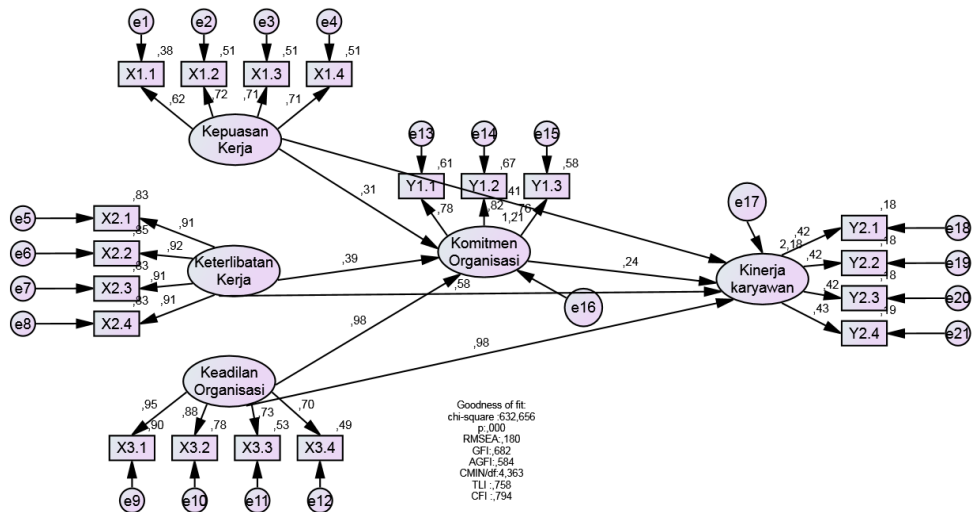 e1 e2 e3 e4
,38 ,51 ,51 ,51
X1.1 X1.2 X1.3 X1.4
,62 ,72 ,71 ,71
Kepuasan
Kerja
e13 e14 e15
,61 ,67 ,58
Y1.1 Y1.2 Y1.3
,41
,78 ,82 ,76
1,21
,31
Komitmen
Organisasi
e16
e5 e6 e7 e8
,83 ,85 ,83 ,83
X2.1 X2.2 X2.3 X2.4
,91 ,92 ,91 ,91
Keterlibatan
Kerja
,39
,58
,24
e17
2,18
Kinerja
karyawan
,42 ,42 ,42 ,43
,18 ,18 ,18 ,19
Y2.1 Y2.2 Y2.3 Y2.4
e18 e19 e20 e21
,98
,98
Keadilan
Organisasi
,95 ,88 ,73 ,70
,90 ,78 ,53 ,49
X3.1 X3.2 X3.3 X3.4
e9 e10 e11 e12
Goodness of fit:
chi-square :632,656
p:,000
RMSEA:,180
GFI:,682
AGFI:,584
CMIN/df:4,363
TLI :,758
CFI :,794